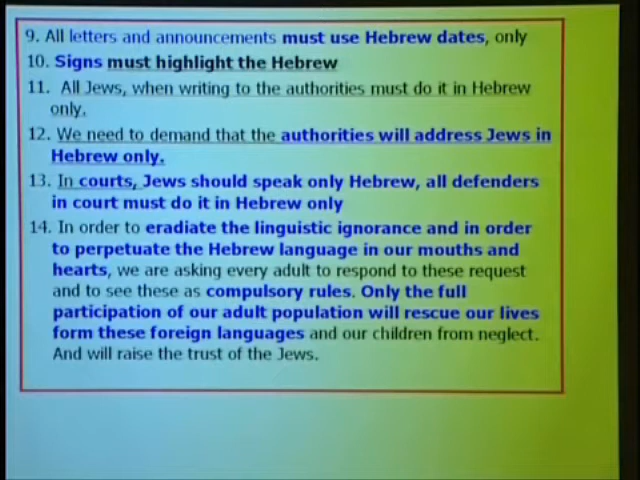 9. All letters and announcements must use Hebrew dates, only
10. Signs must highlight the Hebrew
11. All Jews, when writing to the authorities must do it in Hebrew
only.
12. We need to demand that the authorities will address Jews in
Hebrew only.
13. In courts, Jews should speak only Hebrew, all defenders
in court must do it in Hebrew only
14. In order to eradiate the linguistic ignorance and in order
to perpetuate the Hebrew language in our mouths and
hearts, we are asking every adult to respond to these request
and to see these as compulsory rules. Only the full
participation of our adult population will rescue our lives
form these foreign languages and our children from neglect.
And will raise the trust of the Jews.